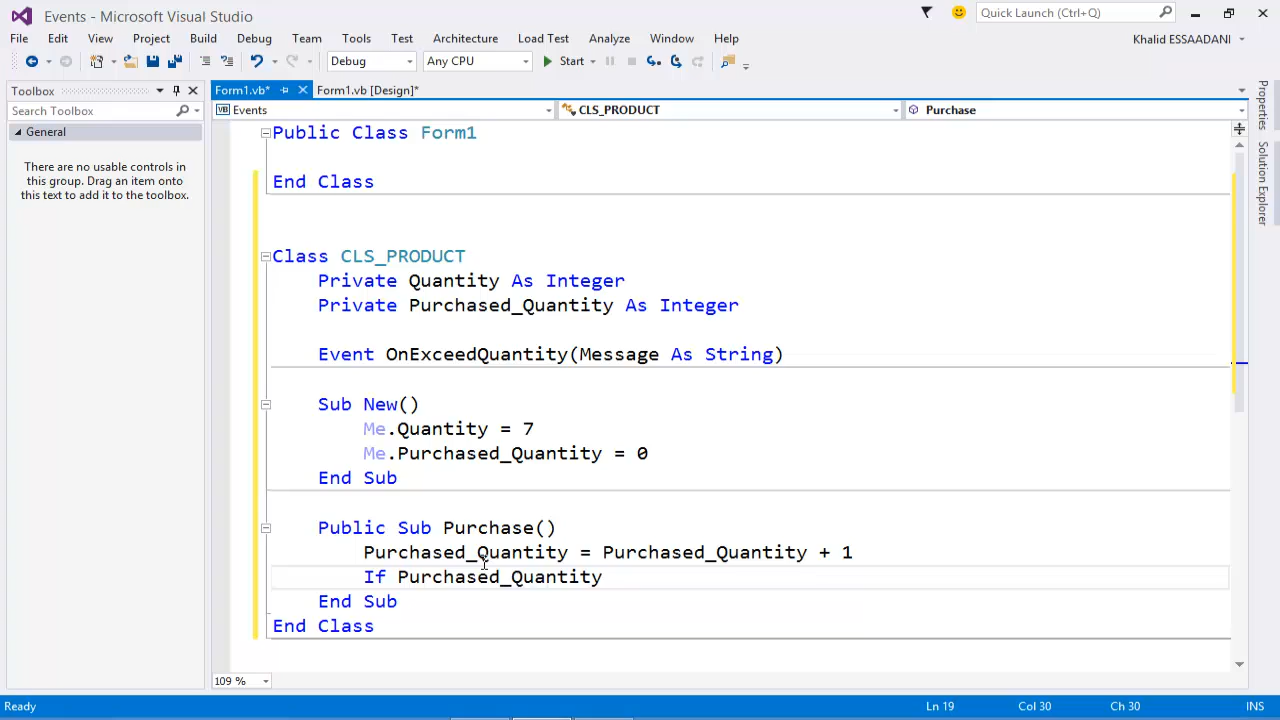 Events - Microsoft Visual Studio
Quick Launch (Ctrl+Q)
File Edit View Project Build Debug Team Tools Test Architecture Load Test Analyze Window Help
Khalid ESSAADANI
Debug Any CPU Start
Toolbox
Form1.vb* Form1.vb [Design]*
Search Toolbox
Events CLS_PRODUCT Purchase
General
There are no usable controls in
this group. Drag an item onto
this text to add it to the toolbox.
Public Class Form1
End Class
Class CLS_PRODUCT
Private Quantity As Integer
Private Purchased_Quantity As Integer
Event OnExceedQuantity(Message As String)
Sub New()
Me.Quantity = 7
Me.Purchased_Quantity = 0
End Sub
Public Sub Purchase()
Purchased_Quantity = Purchased_Quantity + 1
If Purchased_Quantity
End Sub
End Class
Properties
Solution Explorer
109 %
Ready Ln 19 Col 30 Ch 30 INS